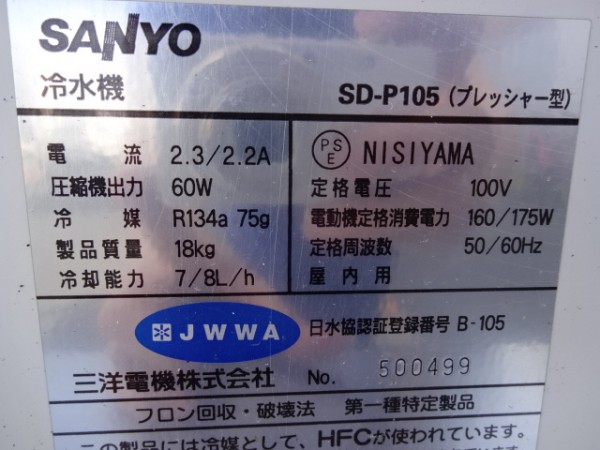 SANYO
冷水機 SD-P105 (プレッシャー型)
電 流 2.3/2.2A
圧縮機出力 60W
冷 媒 R134a 75g
製品質量 18kg
冷却能力 7/8L/h
PSE NISIYAMA
定格電圧 100V
電動機定格消費電力 160/175W
定格周波数 50/60Hz
屋内用
JWWA 日水協認証登録番号 B-105
三洋電機株式会社 No. 500499
フロン回収・破壊法 第一種特定製品
この製品には冷媒として、HFCが使われています。